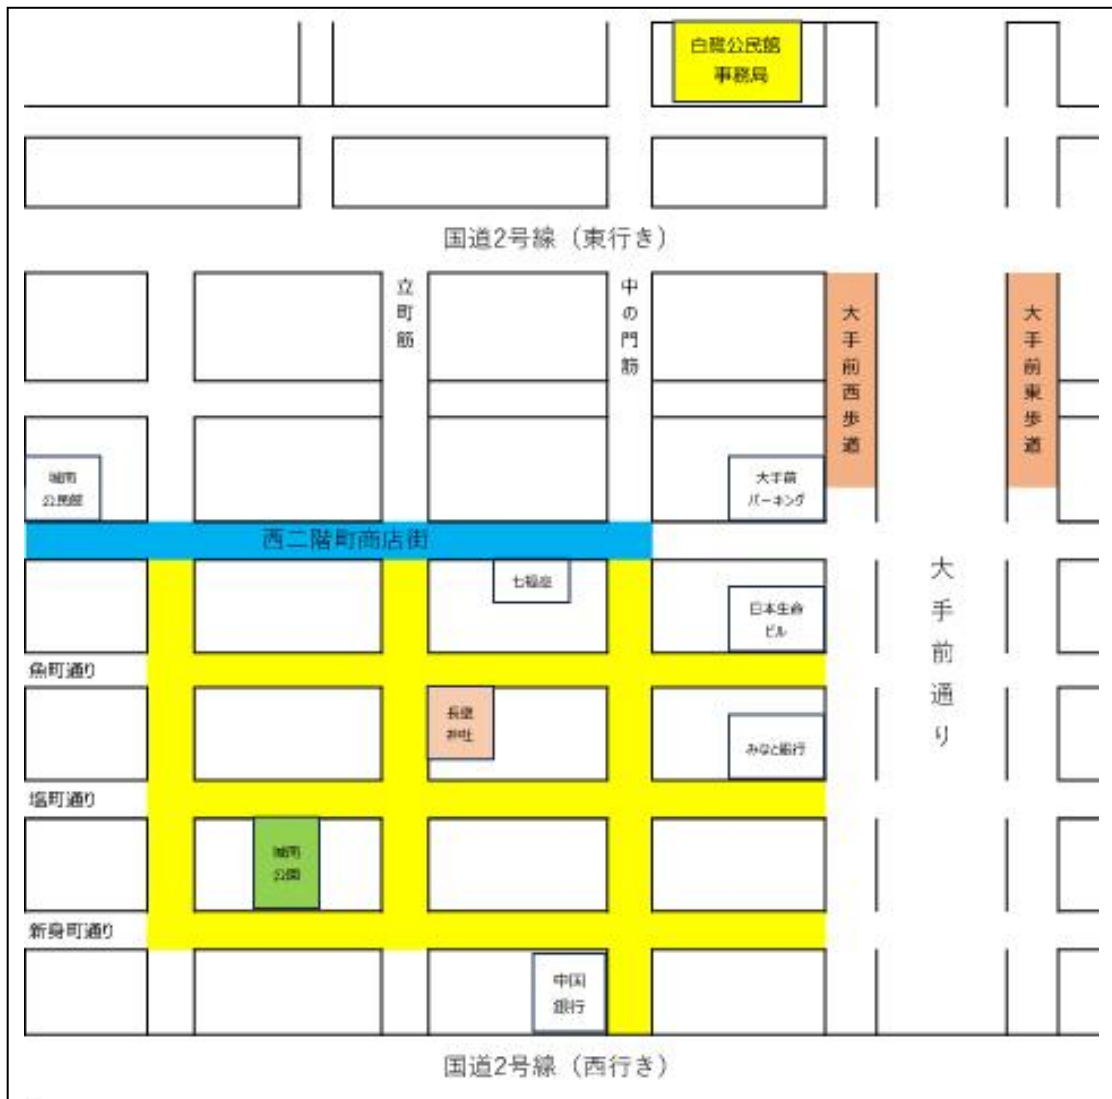 白鷺公民館
事務局
国道2号線（東行き）
立町筋
中の門筋
大手前西歩道
大手前東歩道
城南
公民館
大手前
パーキング
西二階町商店街
七福座
日本生命
ビル
大手前通り
魚町通り
長壁
神社
みなと銀行
塩町通り
城南
公園
新身町通り
中国
銀行
国道2号線（西行き）